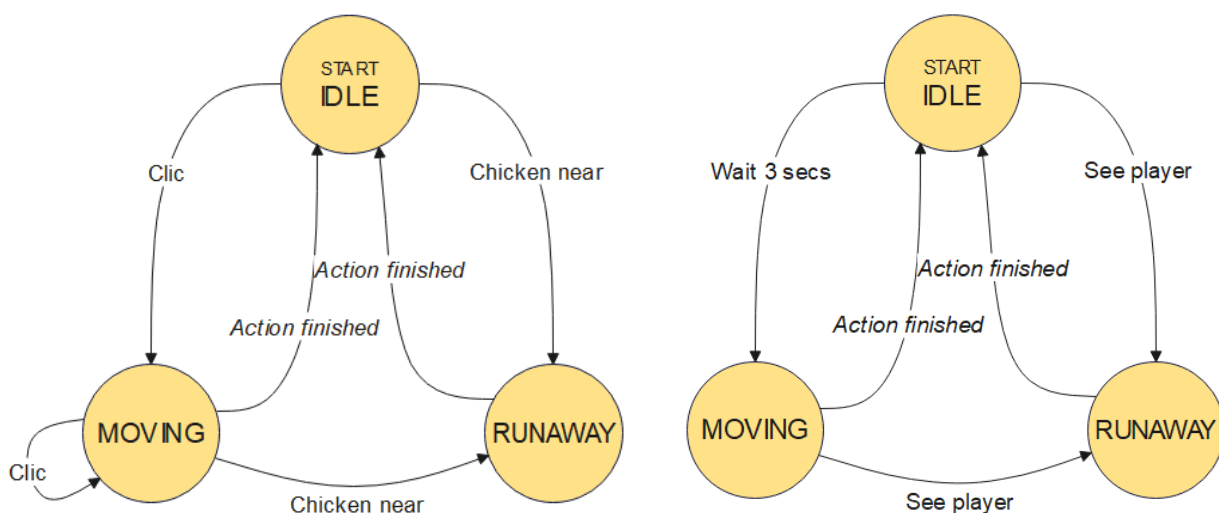 START
IDLE
Clic
Chicken near
Action finished
Action finished
MOVING
RUNAWAY
Clic
Chicken near
START
IDLE
Wait 3 secs
See player
Action finished
Action finished
MOVING
RUNAWAY
See player